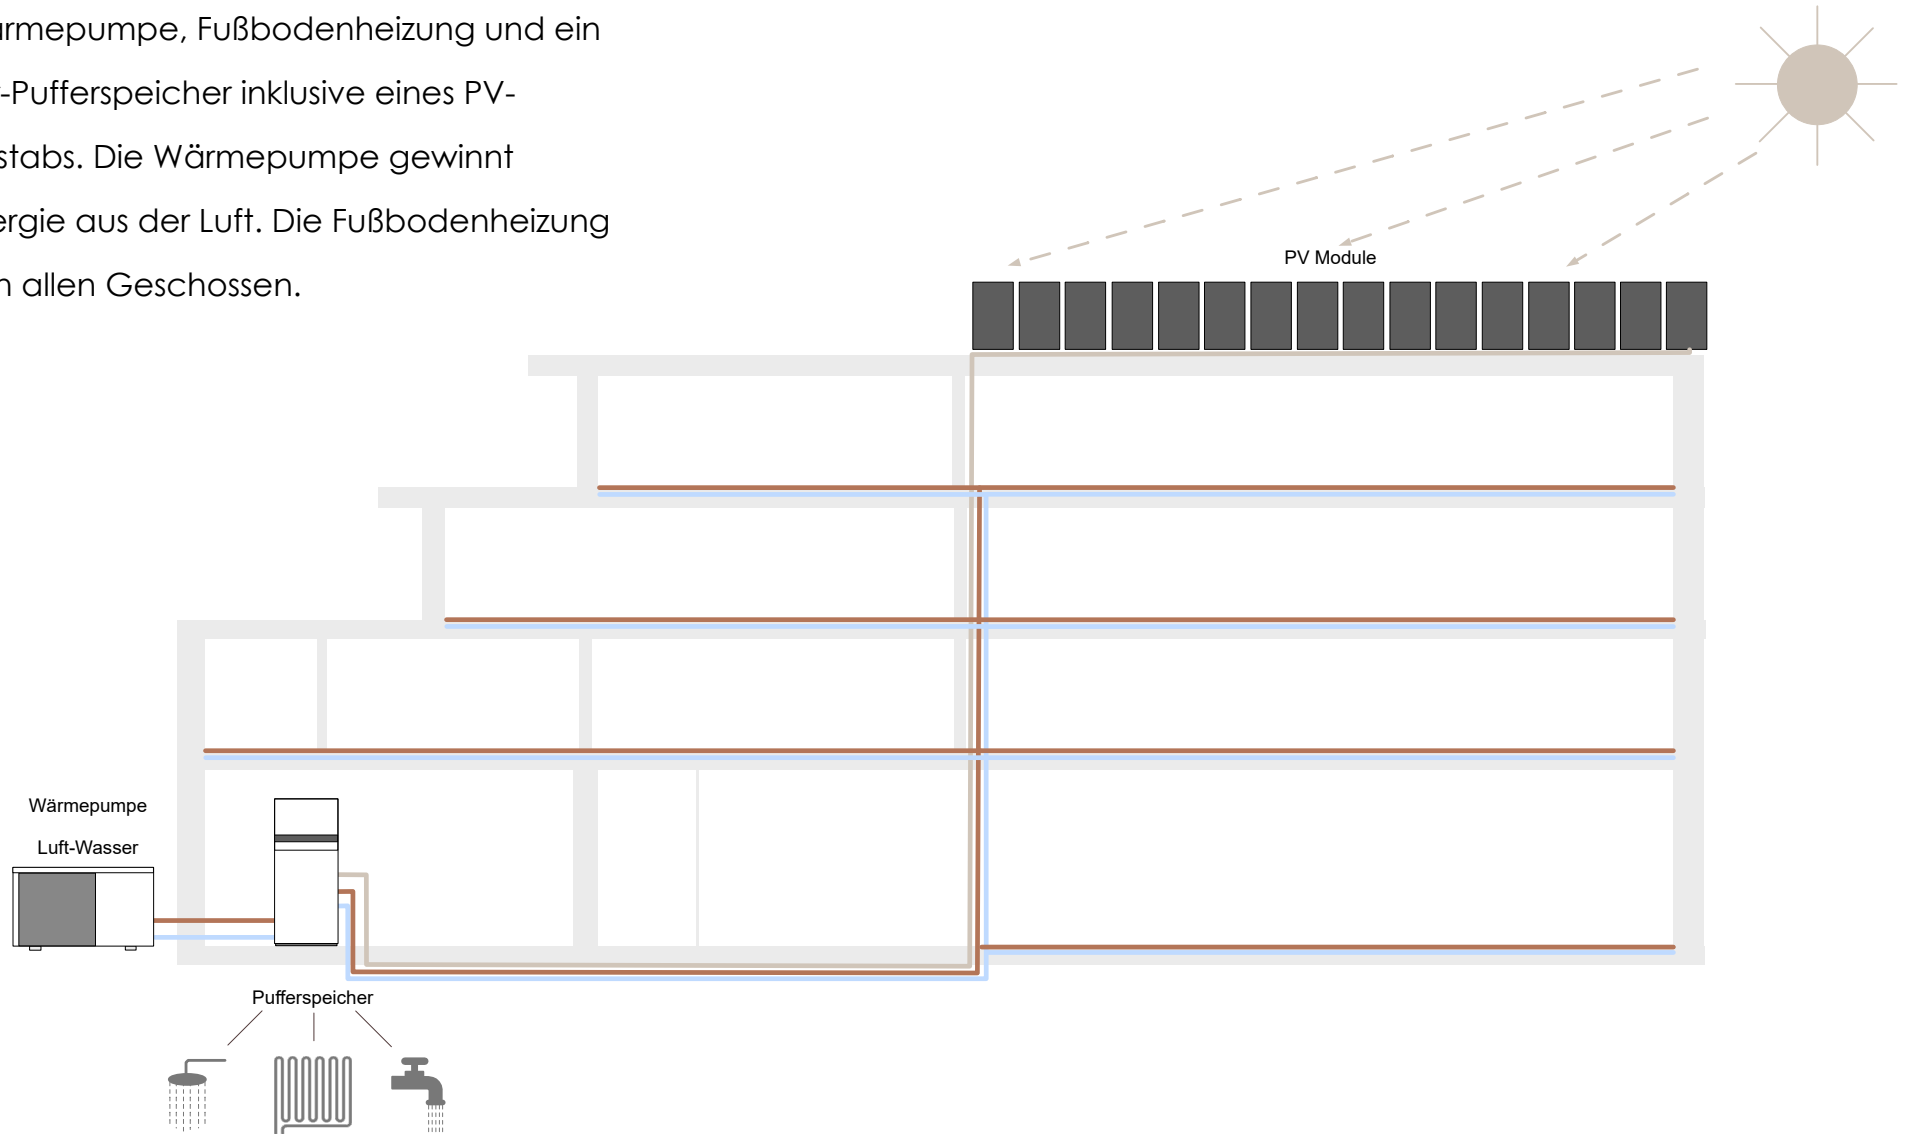 rmepumpe, Fußbodenheizung und ein
-Pufferspeicher inklusive eines PV-
stabs. Die Wärmepumpe gewinnt
ergie aus der Luft. Die Fußbodenheizung
n allen Geschossen.
PV Module
Wärmepumpe
Luft-Wasser
Pufferspeicher